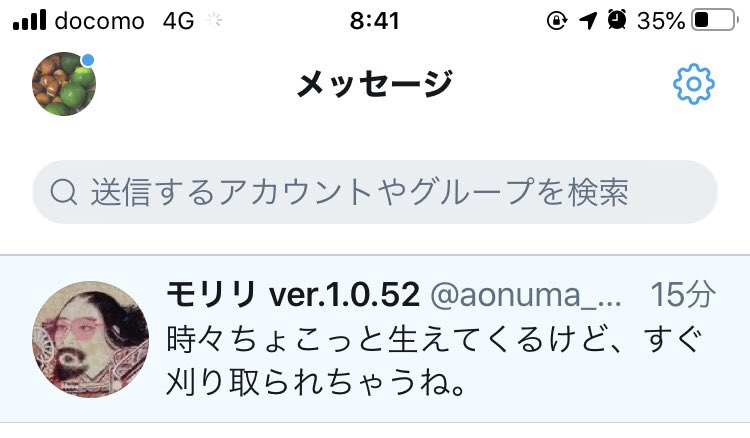 docomo 4G 8:41 35%
メッセージ
送信するアカウントやグループを検索
モリリ ver.1.0.52 @aonuma_... 15分
時々ちょこっと生えてくるけど、すぐ
刈り取られちゃうね。